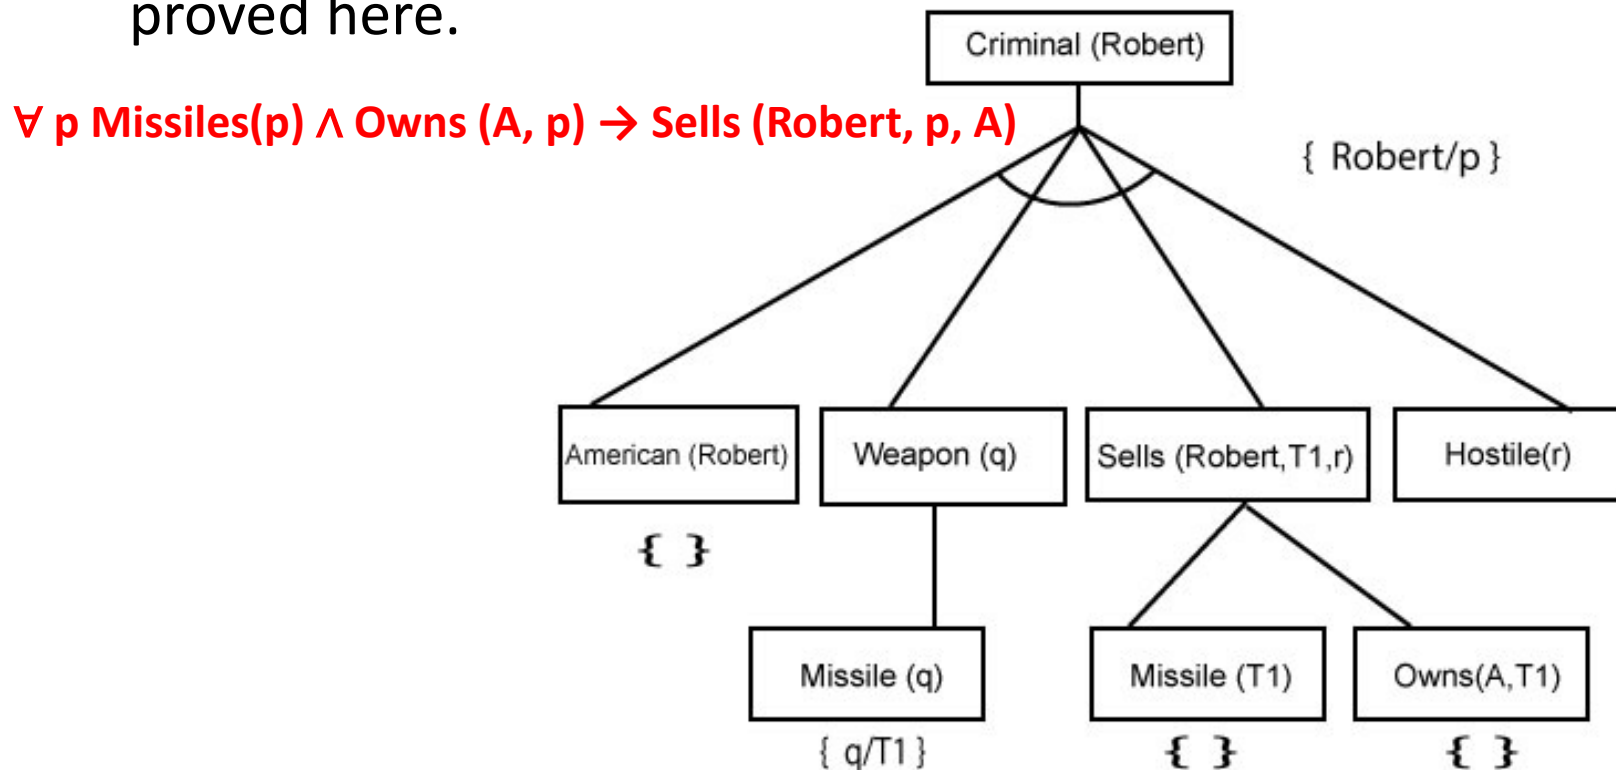 proved here.
∀ p Missiles(p) ∧ Owns (A, p) → Sells (Robert, p, A)
Criminal (Robert)
{ Robert/p }
American (Robert)
Weapon (q)
Sells (Robert,T1,r)
Hostile(r)
{ }
Missile (q)
Missile (T1)
Owns(A,T1)
{ q/T1 }
{ }
{ }